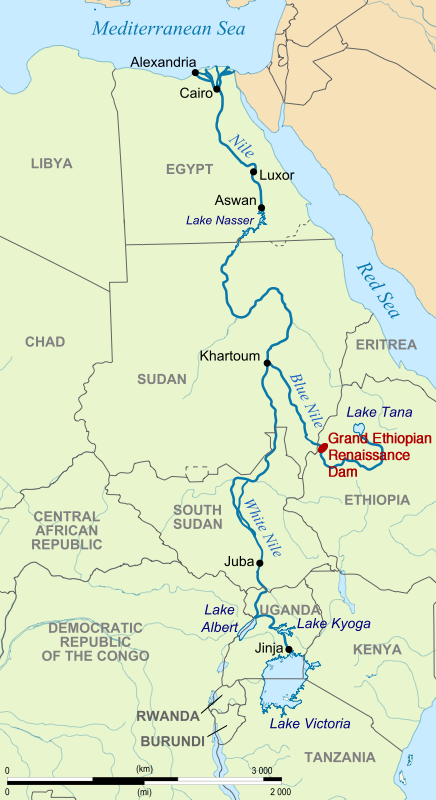 Mediterranean Sea
Alexandria
Cairo
Nile
LIBYA
EGYPT
Luxor
Aswan
Lake Nasser
Red Sea
CHAD
ERITREA
Khartoum
SUDAN
Blue Nile
Lake Tana
Grand Ethiopian
Renaissance
Dam
ETHIOPIA
SOUTH
SUDAN
White Nile
CENTRAL
AFRICAN
REPUBLIC
Juba
Lake
Albert
UGANDA
Lake Kyoga
DEMOCRATIC
REPUBLIC
OF THE CONGO
Jinja
KENYA
RWANDA
BURUNDI
Lake Victoria
TANZANIA
0 (km) 3 000
0 (mi) 2 000